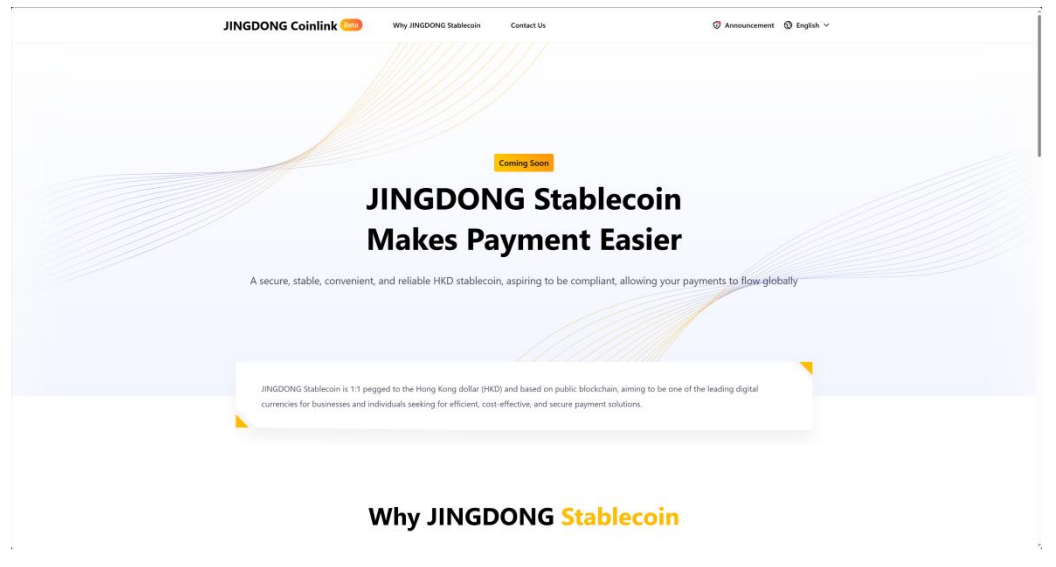 JINGDONG Coinlink Beta
Why JINGDONG Stablecoin
Contact Us
Announcement
English
Coming Soon
JINGDONG Stablecoin
Makes Payment Easier
A secure, stable, convenient, and reliable HKD stablecoin, aspiring to be compliant, allowing your payments to flow globally
JINGDONG Stablecoin is 1:1 pegged to the Hong Kong dollar (HKD) and based on public blockchain, aiming to be one of the leading digital
currencies for businesses and individuals seeking for efficient, cost-effective, and secure payment solutions.
Why JINGDONG Stablecoin